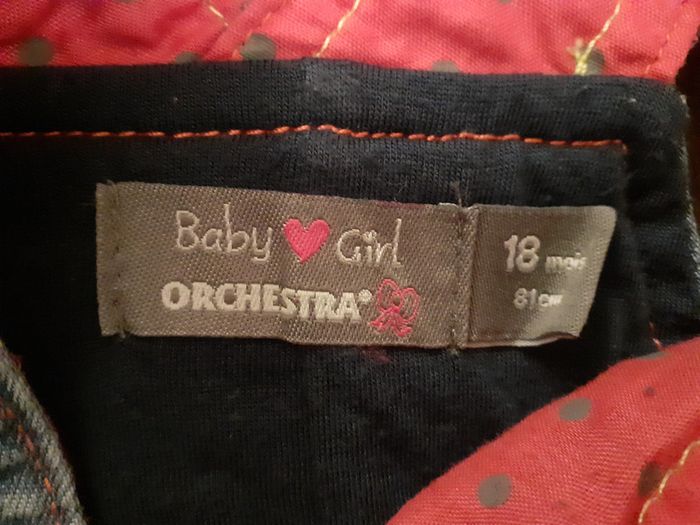 Baby Girl
ORCHESTRA®
18 mois
81cm